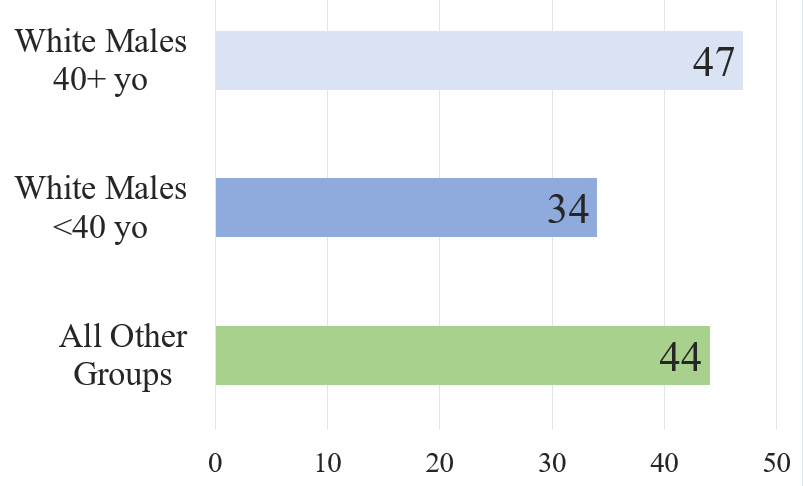 White Males
40+ yo
47
White Males
<40 yo
34
All Other
Groups
44
0 10 20 30 40 50